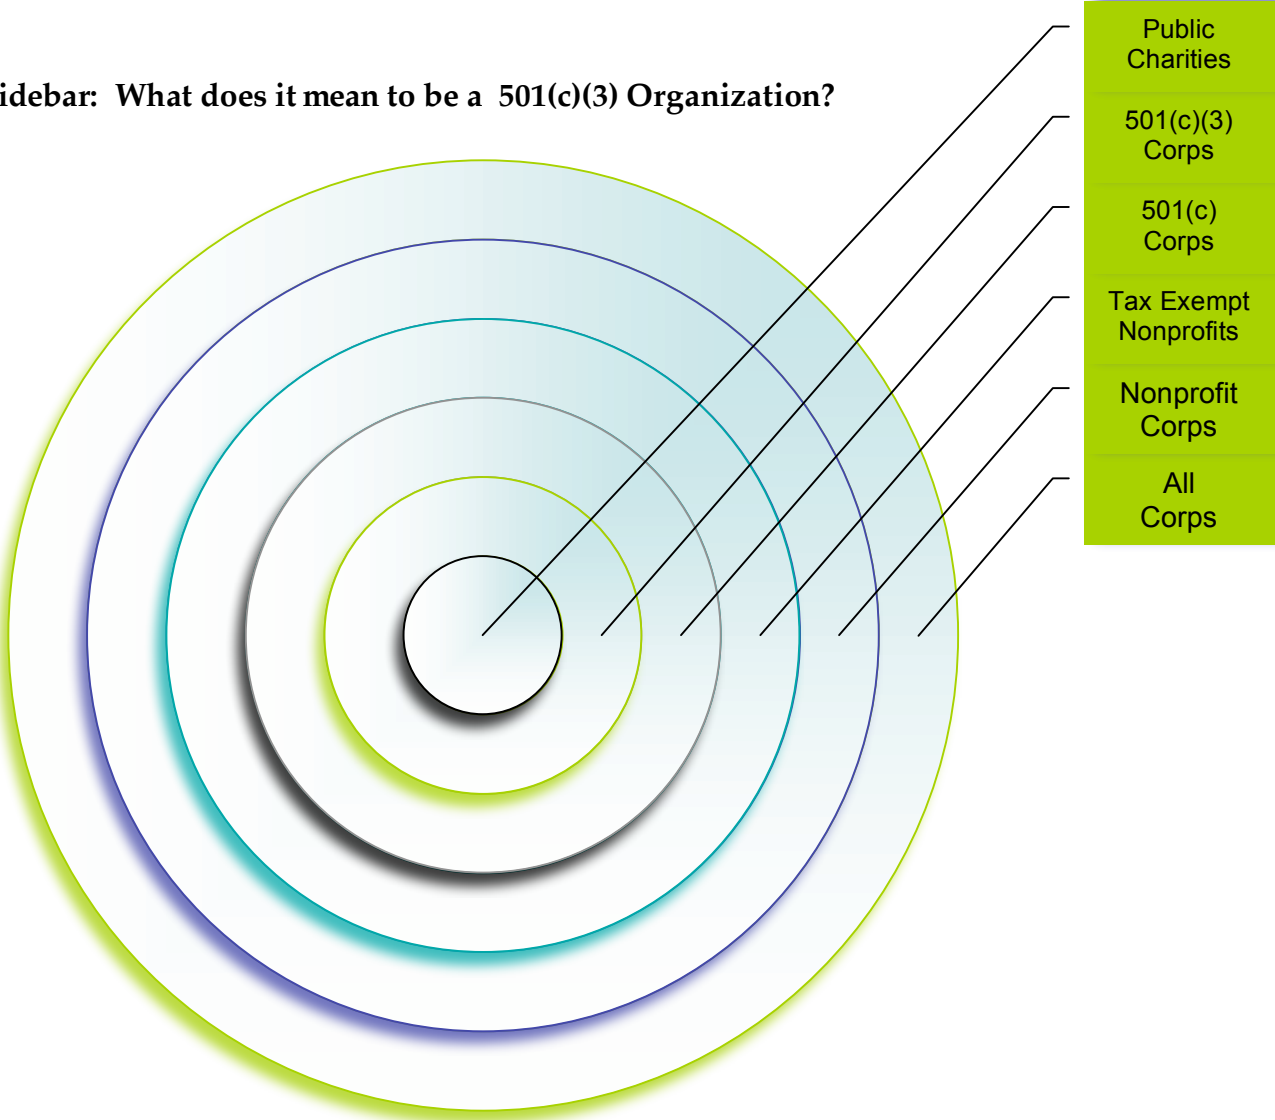 idebar: What does it mean to be a 501(c)(3) Organization?
Public
Charities
501(c)(3)
Corps
501(c)
Corps
Tax Exempt
Nonprofits
Nonprofit
Corps
All
Corps